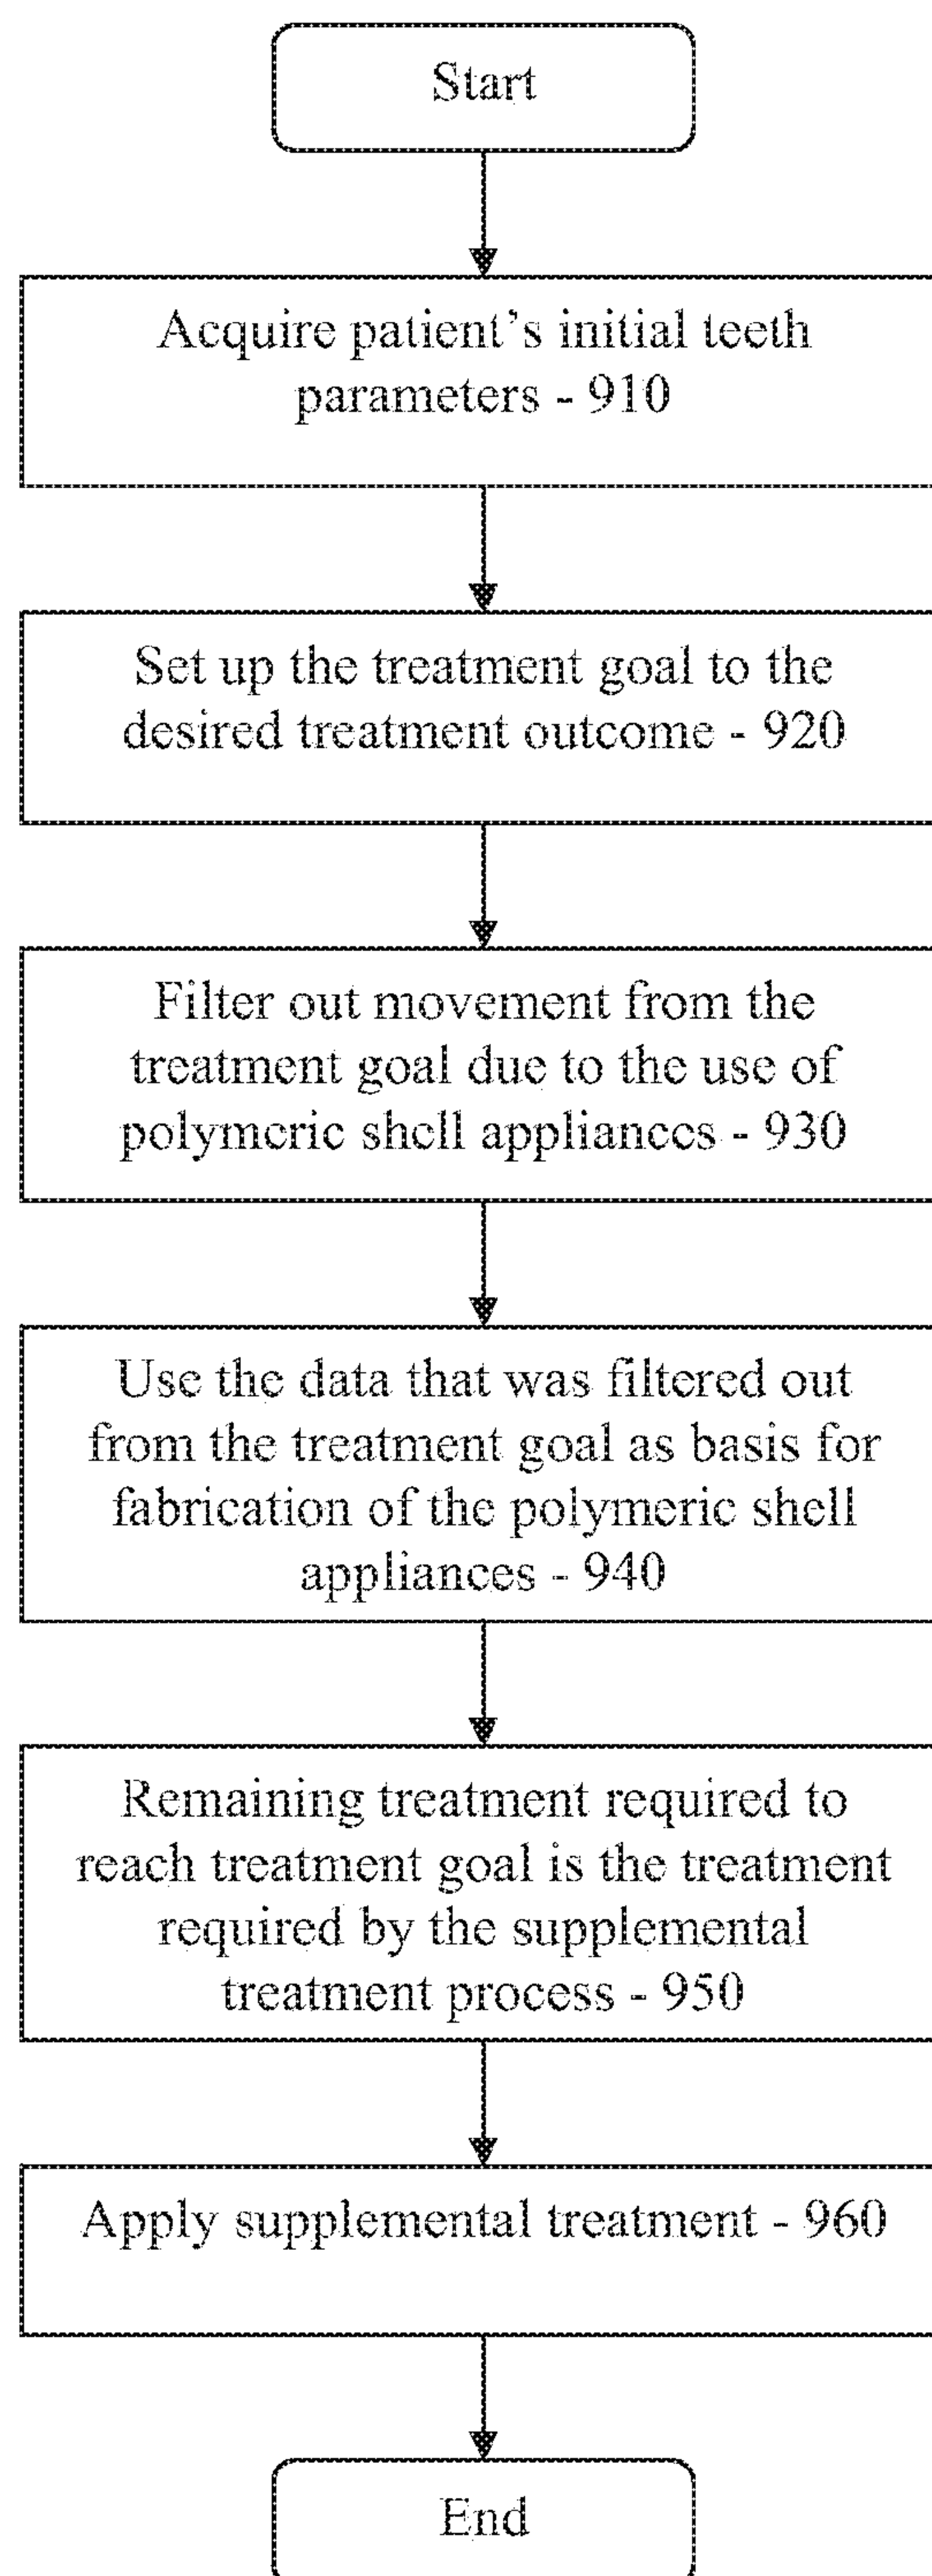 Start
Acquire patient's initial teeth
parameters - 910
Set up the treatment goal to the
desired treatment outcome - 920
Filter out movement from the
treatment goal due to the use of
polymeric shell appliances - 930
Use the data that was filtered out
from the treatment goal as basis for
fabrication of the polymeric shell
appliances - 940
Remaining treatment required to
reach treatment goal is the treatment
required by the supplemental
treatment process - 950
Apply supplemental treatment - 960
End